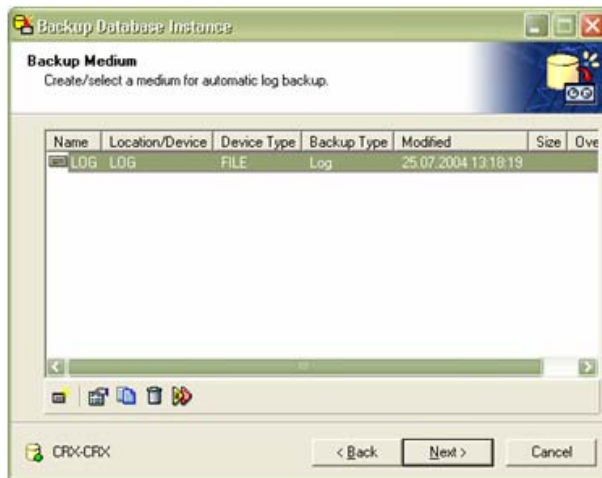 Backup Database Instance
Backup Medium
Create/select a medium for automatic log backup.
Name Location/Device Device Type Backup Type Modified Size Ove
LOG LOG FILE Log 25.07.2004 13:18:19
CRX-CRX
< Back Next > Cancel